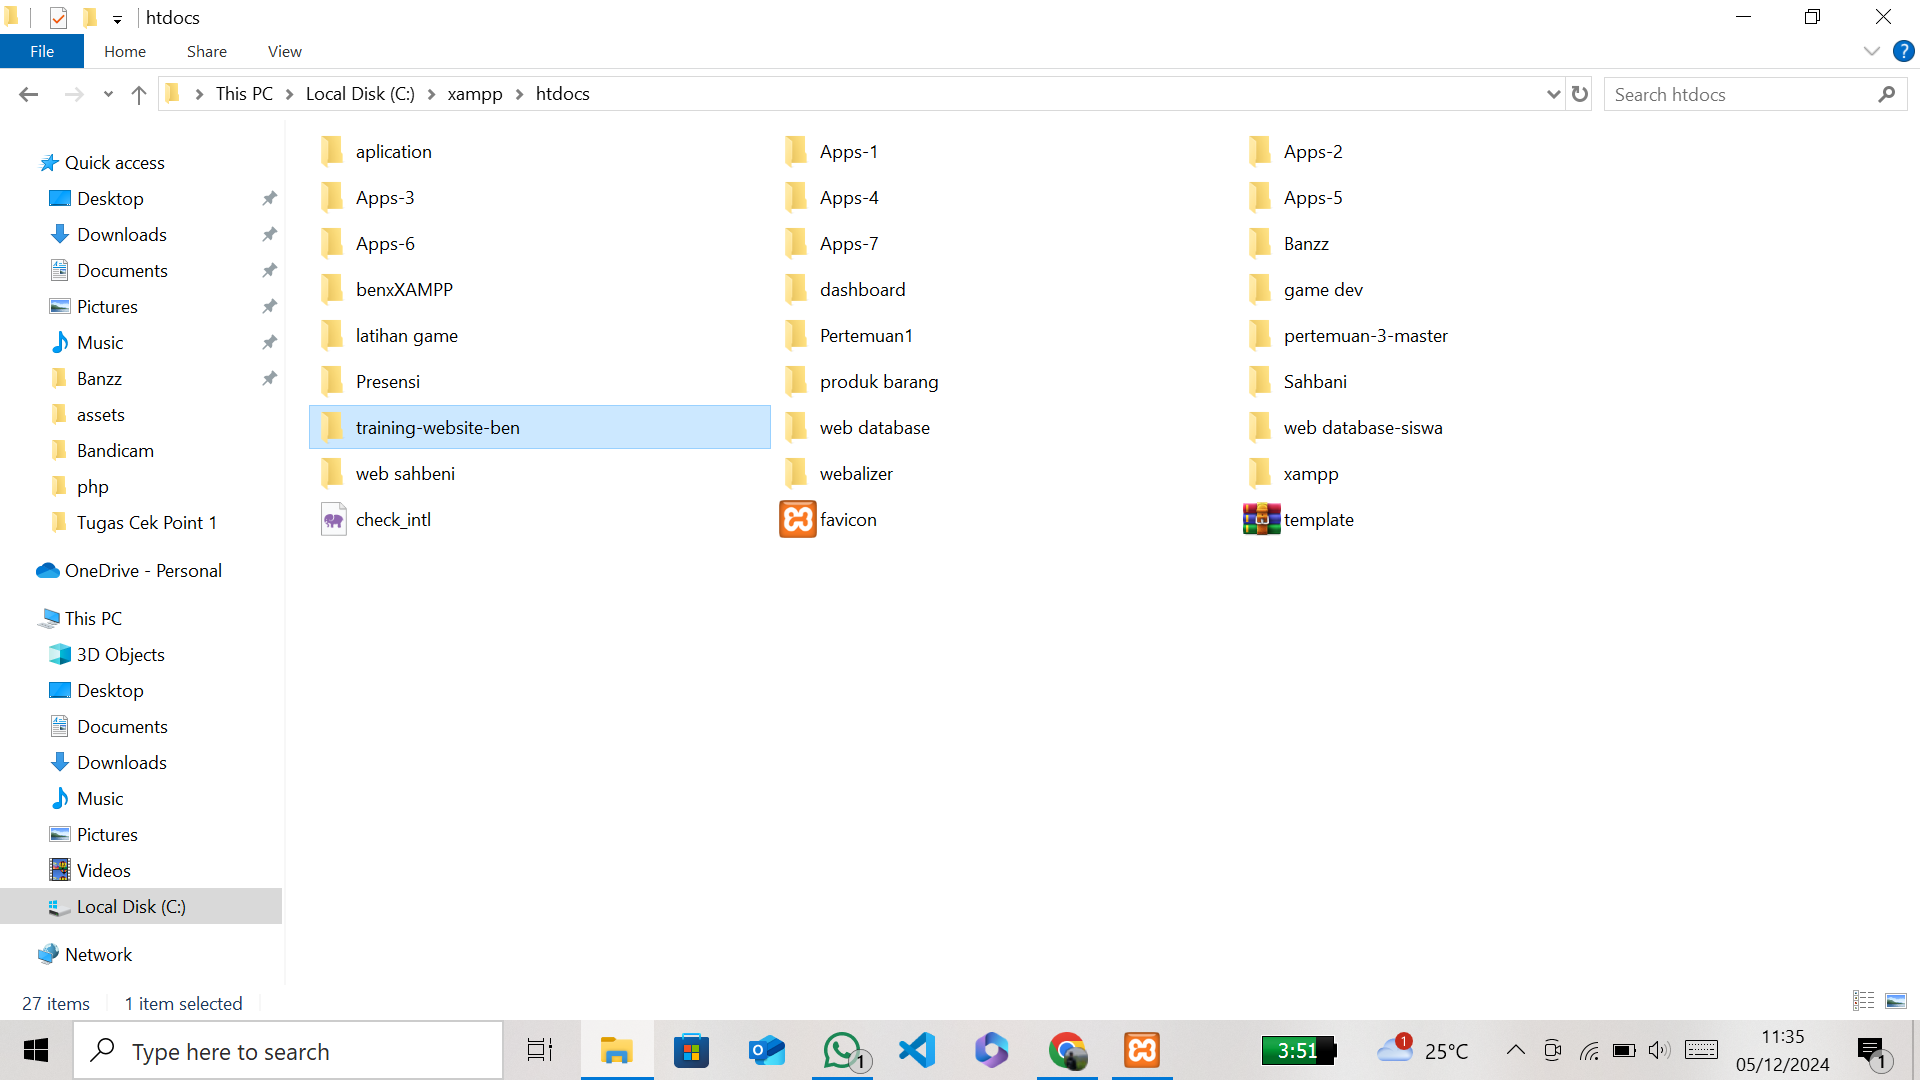 htdocs
File Home Share View
This PC Local Disk (C:) xampp htdocs
Search htdocs
Quick access
Desktop
Downloads
Documents
Pictures
Music
Banzz
assets
Bandicam
php
Tugas Cek Point 1
OneDrive - Personal
This PC
3D Objects
Desktop
Documents
Downloads
Music
Pictures
Videos
Local Disk (C:)
Network
aplication Apps-1 Apps-2
Apps-3 Apps-4 Apps-5
Apps-6 Apps-7 Banzz
benxXAMPP dashboard game dev
latihan game Pertemuan1 pertemuan-3-master
Presensi produk barang Sahbani
training-website-ben web database web database-siswa
web sahbeni webalizer xampp
check_intl favicon template
27 items 1 item selected
Type here to search
1
3:51
1
25°C
11:35
05/12/2024
1